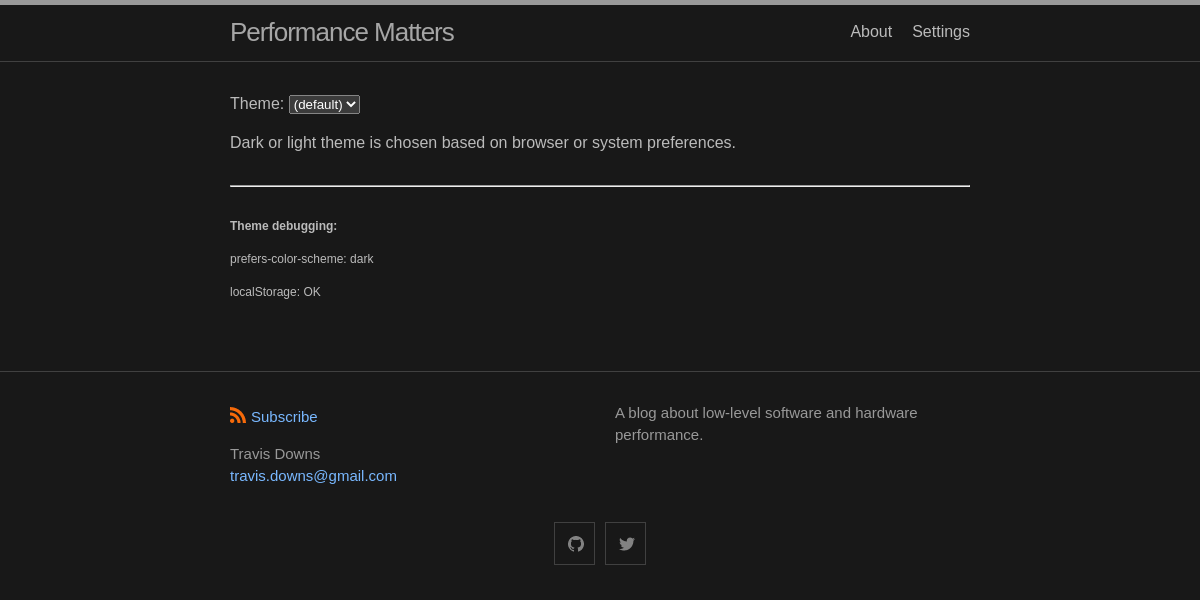 Performance Matters
About Settings
Theme: (default)
Dark or light theme is chosen based on browser or system preferences.
Theme debugging:
prefers-color-scheme: dark
localStorage: OK
Subscribe
Travis Downs
travis.downs@gmail.com
A blog about low-level software and hardware
performance.